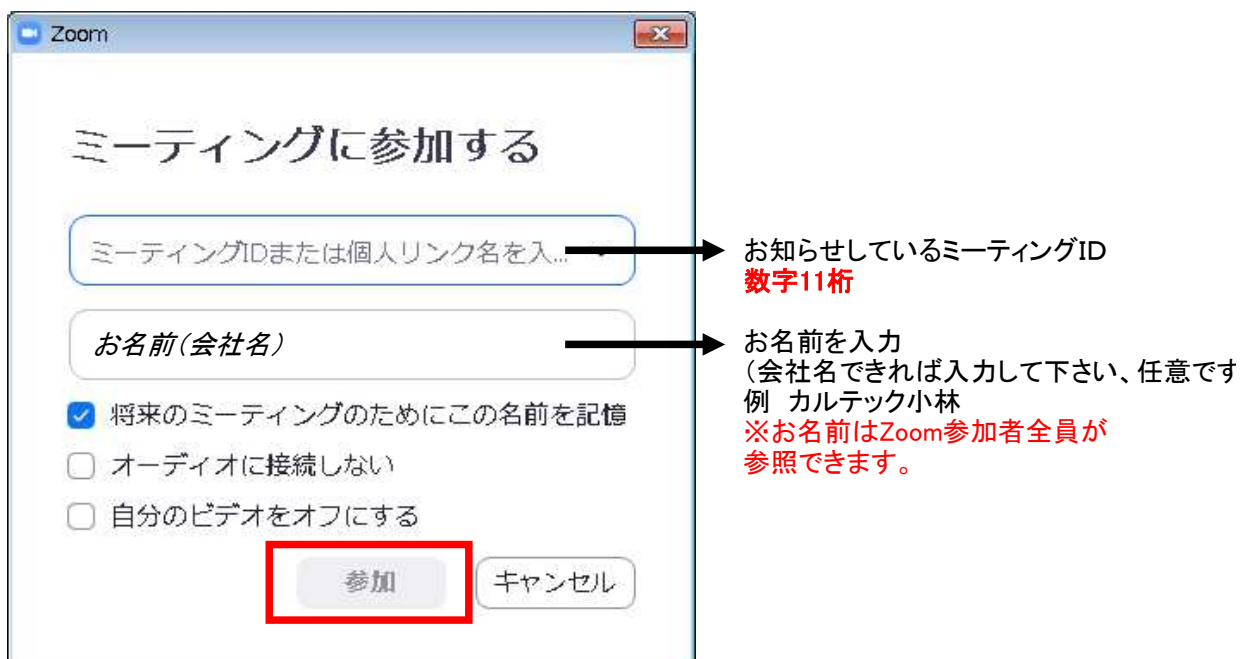 Zoom
ミーティングに参加する
ミーティングIDまたは個人リンク名を入...
お知らせしているミーティングID
数字11桁
お名前(会社名)
お名前を入力
(会社名できれば入力して下さい、任意です
例 カルテック小林
※お名前はZoom参加者全員が
参照できます。
将来のミーティングのためにこの名前を記憶
オーディオに接続しない
自分のビデオをオフにする
参加 キャンセル